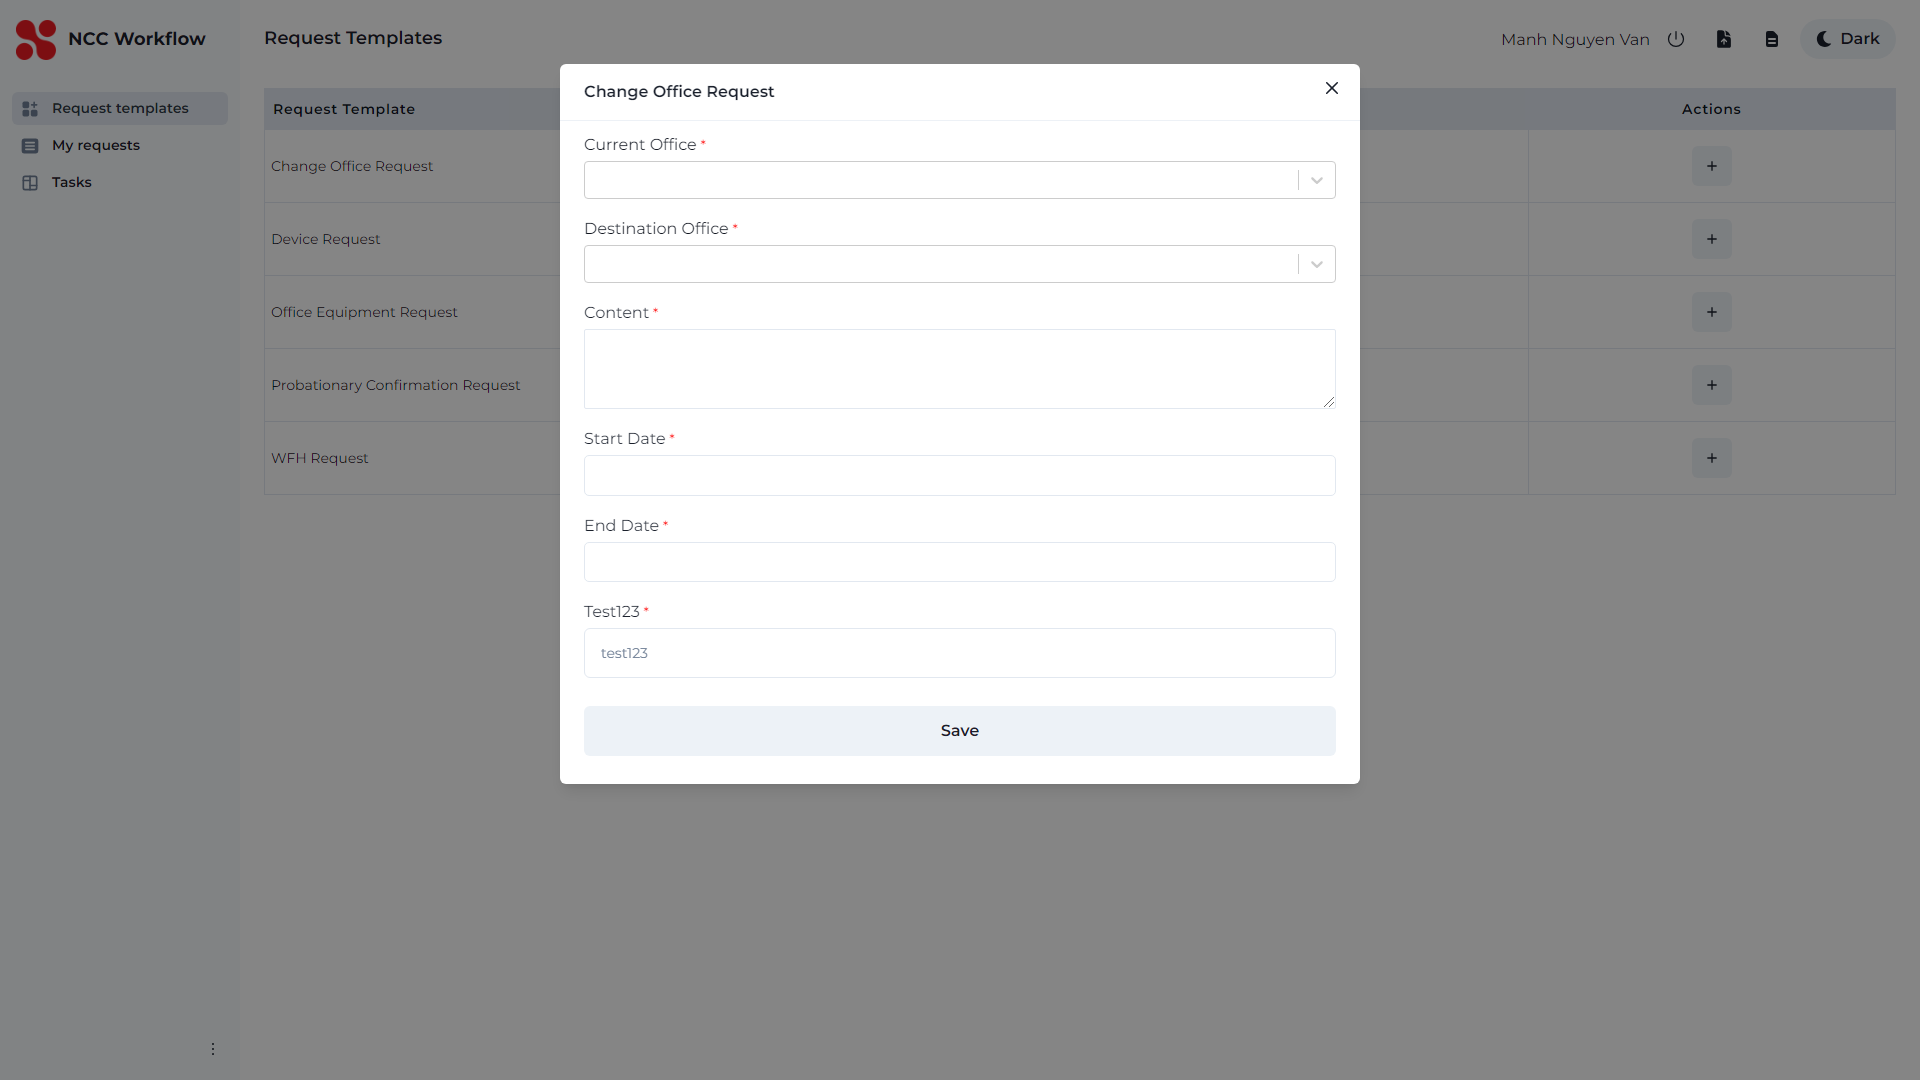 NCC Workflow
Request Templates
Manh Nguyen Van
Dark
Request templates
My requests
Tasks
Request Template
Actions
Change Office Request
Device Request
Office Equipment Request
Probationary Confirmation Request
WFH Request
Change Office Request
Current Office *
Destination Office *
Content *
Start Date *
End Date *
Test123 *
test123
Save